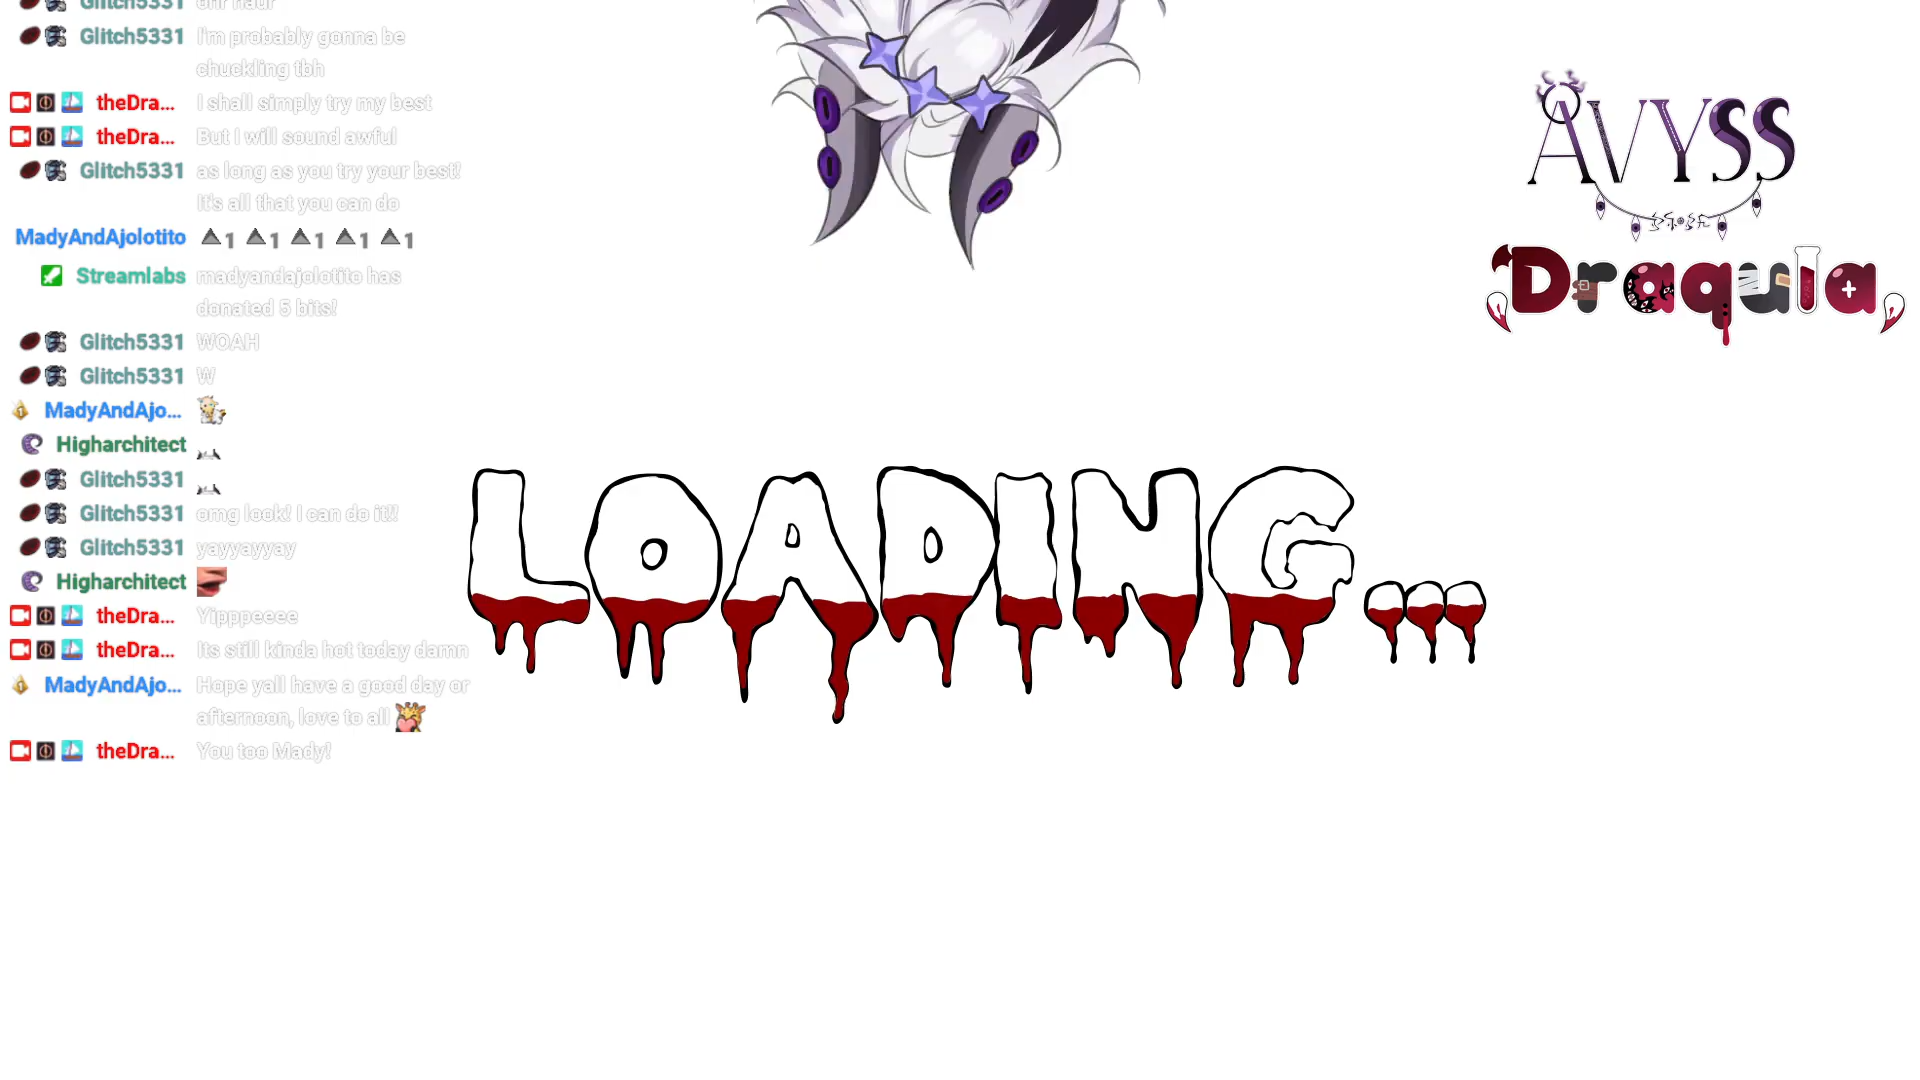 Glitch5331 onr naur
Glitch5331 I'm probably gonna be
chuckling tbh
theDra... I shall simply try my best
theDra... But I will sound awful
Glitch5331 as long as you try your best!
It's all that you can do
MadyAndAjolotito 1 1 1 1 1
Streamlabs madyandajolotito has
donated 5 bits!
Glitch5331 WOAH
Glitch5331 W
MadyAndAjo...
Higharchitect
Glitch5331
Glitch5331 omg look! I can do it!!
Glitch5331 yayyayyay
Higharchitect
theDra... Yipppeeee
theDra... Its still kinda hot today damn
MadyAndAjo... Hope yall have a good day or
afternoon, love to all
theDra... You too Mady!
LOADING...
AVYSS
Draqula